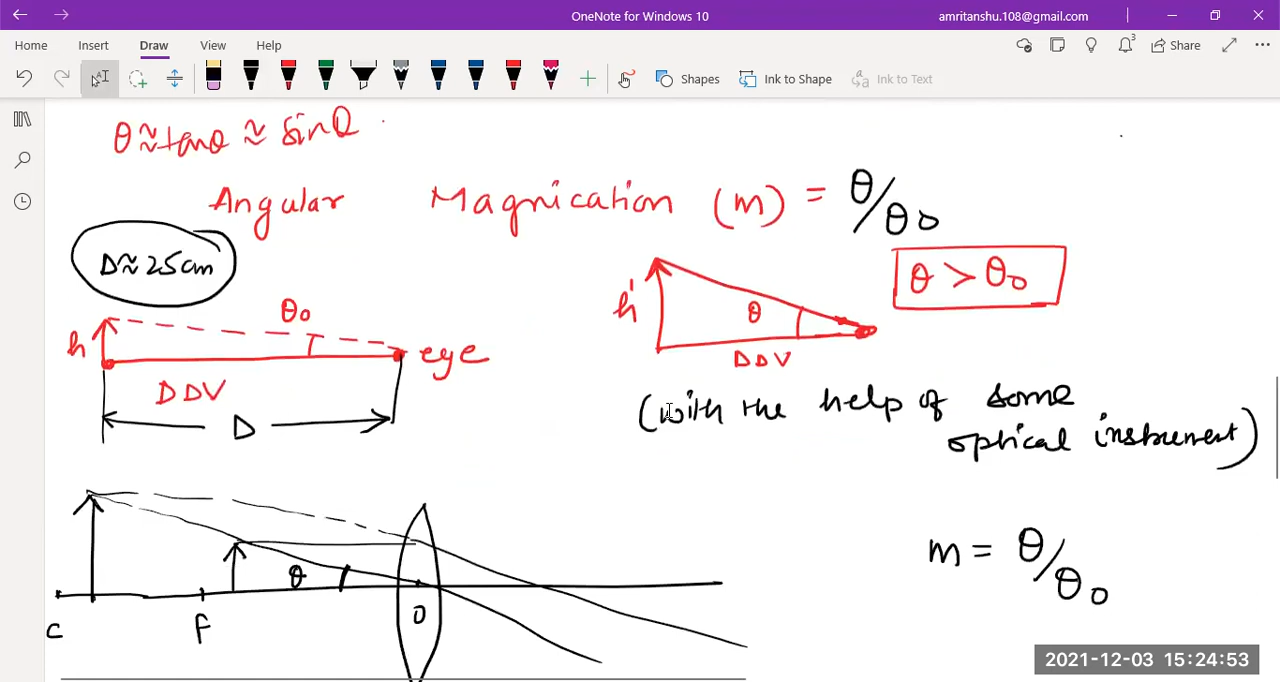 OneNote for Windows 10
amritanshu.108@gmail.com
Home Insert Draw View Help
3
Share
Shapes
Ink to Shape
Ink to Text
θ ≈ tanθ ≈ sinθ
Angular Magnication (m) = θ/θ0
D ≈ 25cm
θ > θ0
h θ0 eye
DDV
D
h' θ
DDV
(with the help of some
optical instrument)
m = θ/θ0
θ
O
C F
2021-12-03 15:24:53